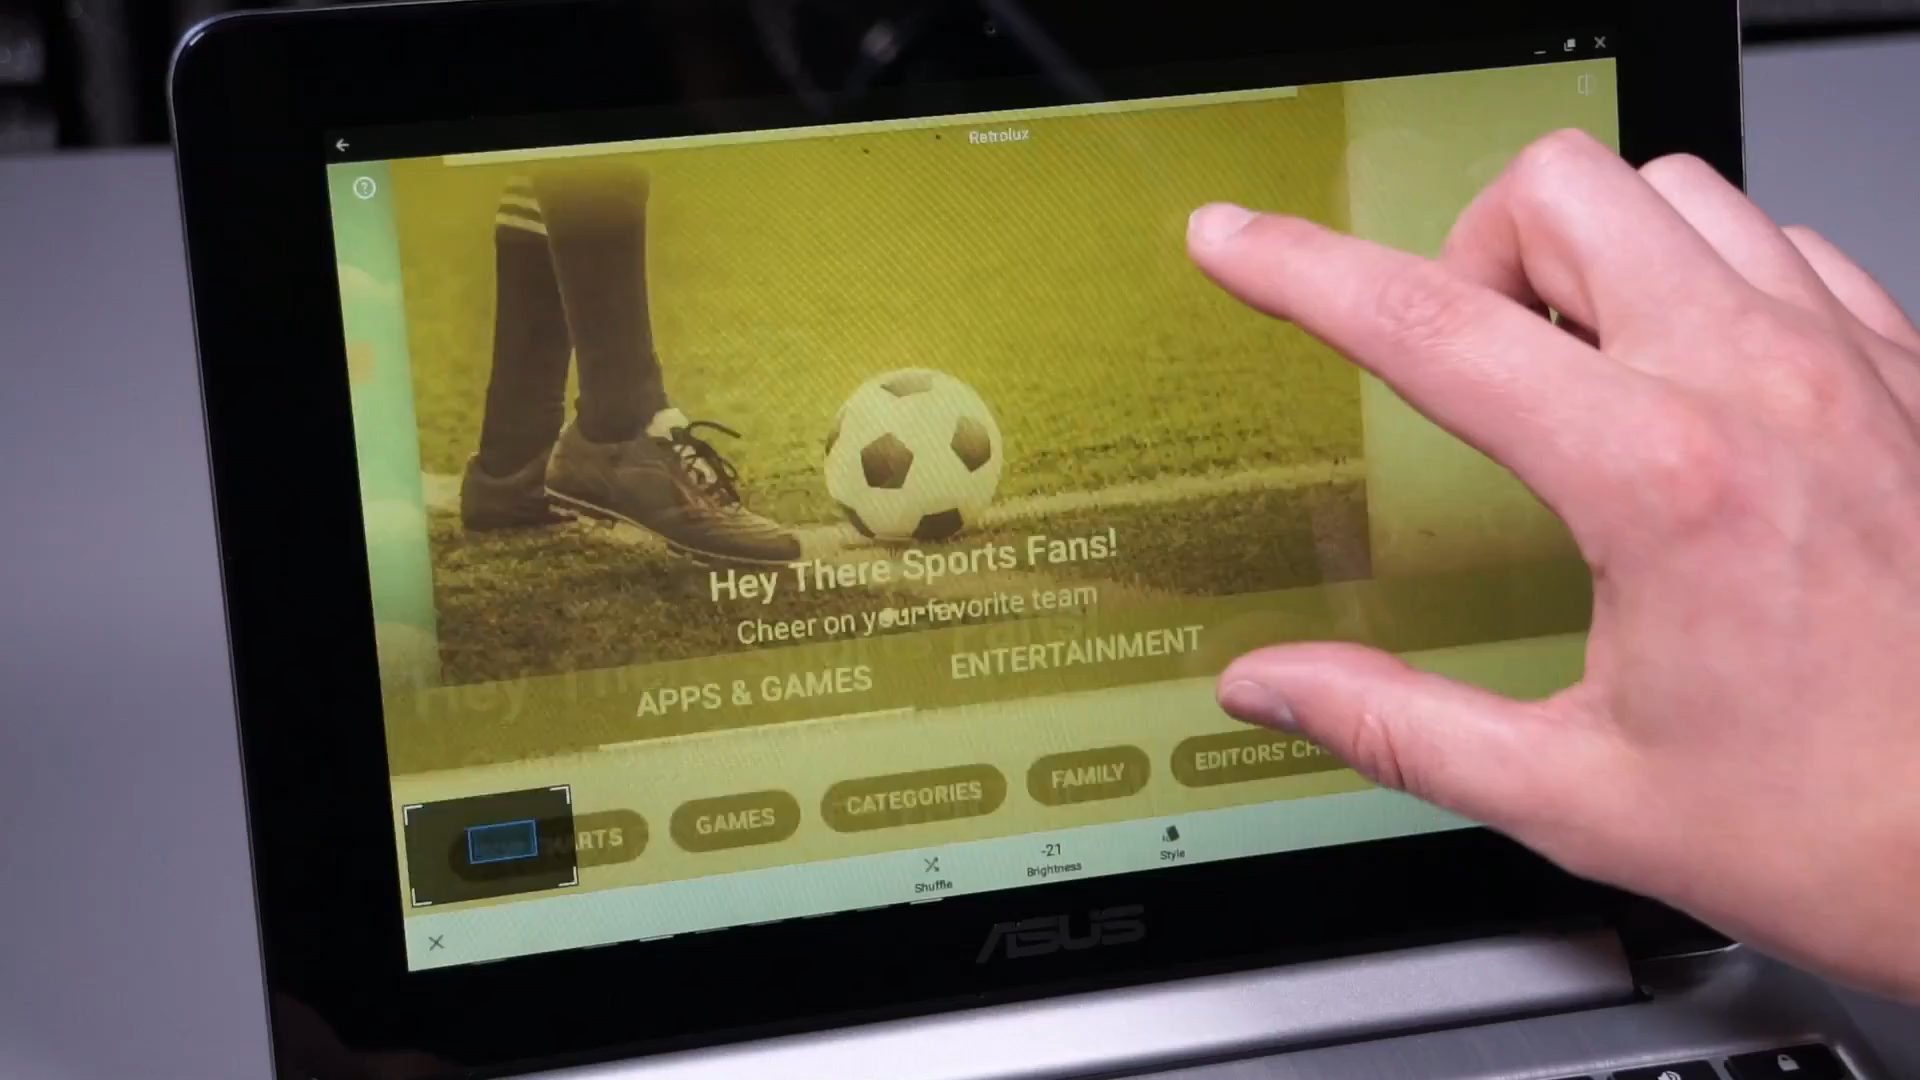 Retrolux
Hey There Sports Fans!
Cheer on your favorite team
APPS & GAMES
ENTERTAINMENT
GAMES
CATEGORIES
FAMILY
EDITORS'
Shuffle
-21
Brightness
Style
ASUS